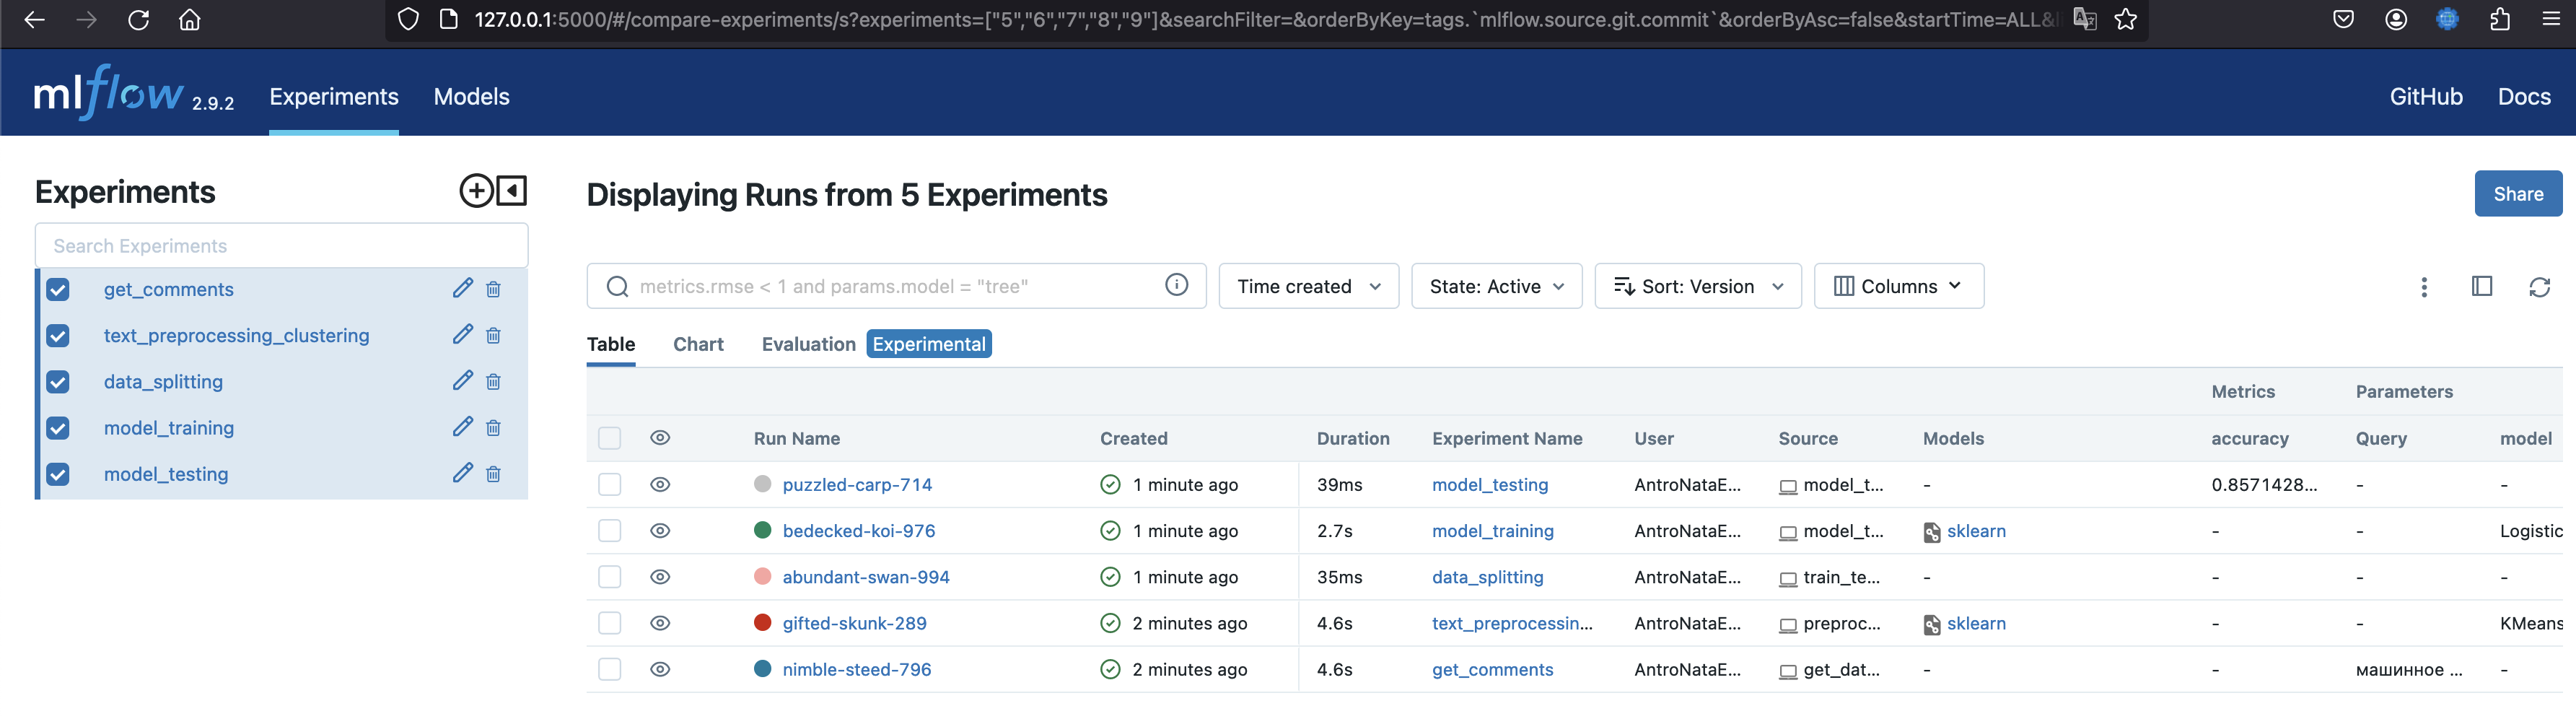 127.0.0.1:5000/#/compare-experiments/s?experiments=["5","6","7","8","9"]&searchFilter=&orderByKey=tags.`mlflow.source.git.commit`&orderByAsc=false&startTime=ALL&
mlflow 2.9.2 Experiments Models GitHub Docs
Experiments
Search Experiments
get_comments
text_preprocessing_clustering
data_splitting
model_training
model_testing
Displaying Runs from 5 Experiments
Share
metrics.rmse < 1 and params.model = "tree" Time created State: Active Sort: Version Columns
Table Chart Evaluation Experimental
Metrics Parameters
Run Name Created Duration Experiment Name User Source Models accuracy Query model
puzzled-carp-714 1 minute ago 39ms model_testing AntroNataE... model_t... - 0.8571428... - -
bedecked-koi-976 1 minute ago 2.7s model_training AntroNataE... model_t... sklearn - - Logistic
abundant-swan-994 1 minute ago 35ms data_splitting AntroNataE... train_te... - - - -
gifted-skunk-289 2 minutes ago 4.6s text_preprocessin... AntroNataE... preproc... sklearn - - KMeans
nimble-steed-796 2 minutes ago 4.6s get_comments AntroNataE... get_dat... - - машинное ... -